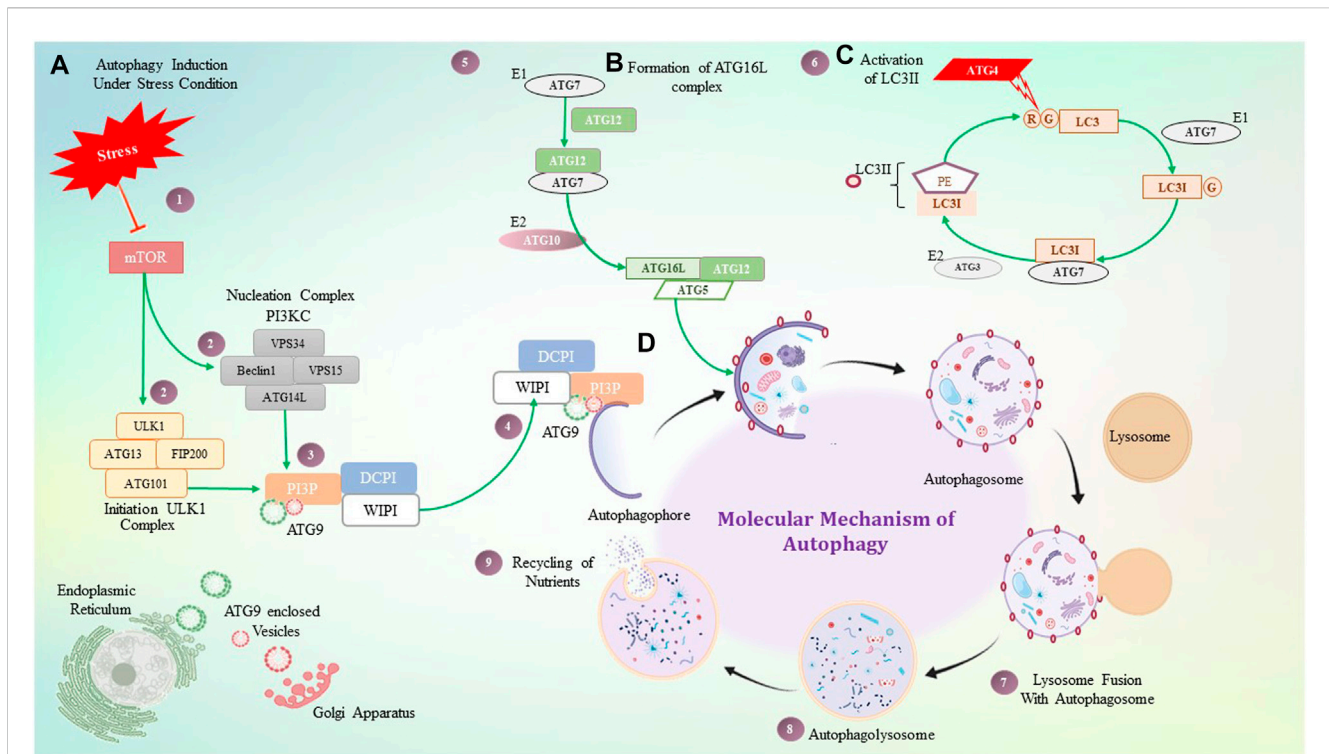 A
Autophagy Induction
Under Stress Condition
Stress
1
mTOR
2
2
Nucleation Complex
PI3KC
VPS34
Beclin1
VPS15
ATG14L
ULK1
ATG13
FIP200
ATG101
Initiation ULK1
Complex
3
PI3P
DCPI
WIPI
ATG9
4
DCPI
WIPI
PI3P
ATG9
Autophagophore
Endoplasmic
Reticulum
ATG9 enclosed
Vesicles
Golgi Apparatus
5
B
Formation of ATG16L
complex
E1
ATG7
ATG12
ATG12
ATG7
E2
ATG10
ATG16L
ATG12
ATG5
6
C
Activation
of LC3II
ATG4
R
G
LC3
E1
ATG7
LC3I
G
LC3I
ATG7
E2
ATG3
LC3II
PE
LC3I
D
Autophagosome
Lysosome
Molecular Mechanism of
Autophagy
7
Lysosome Fusion
With Autophagosome
8
Autophagolysosome
9
Recycling of
Nutrients